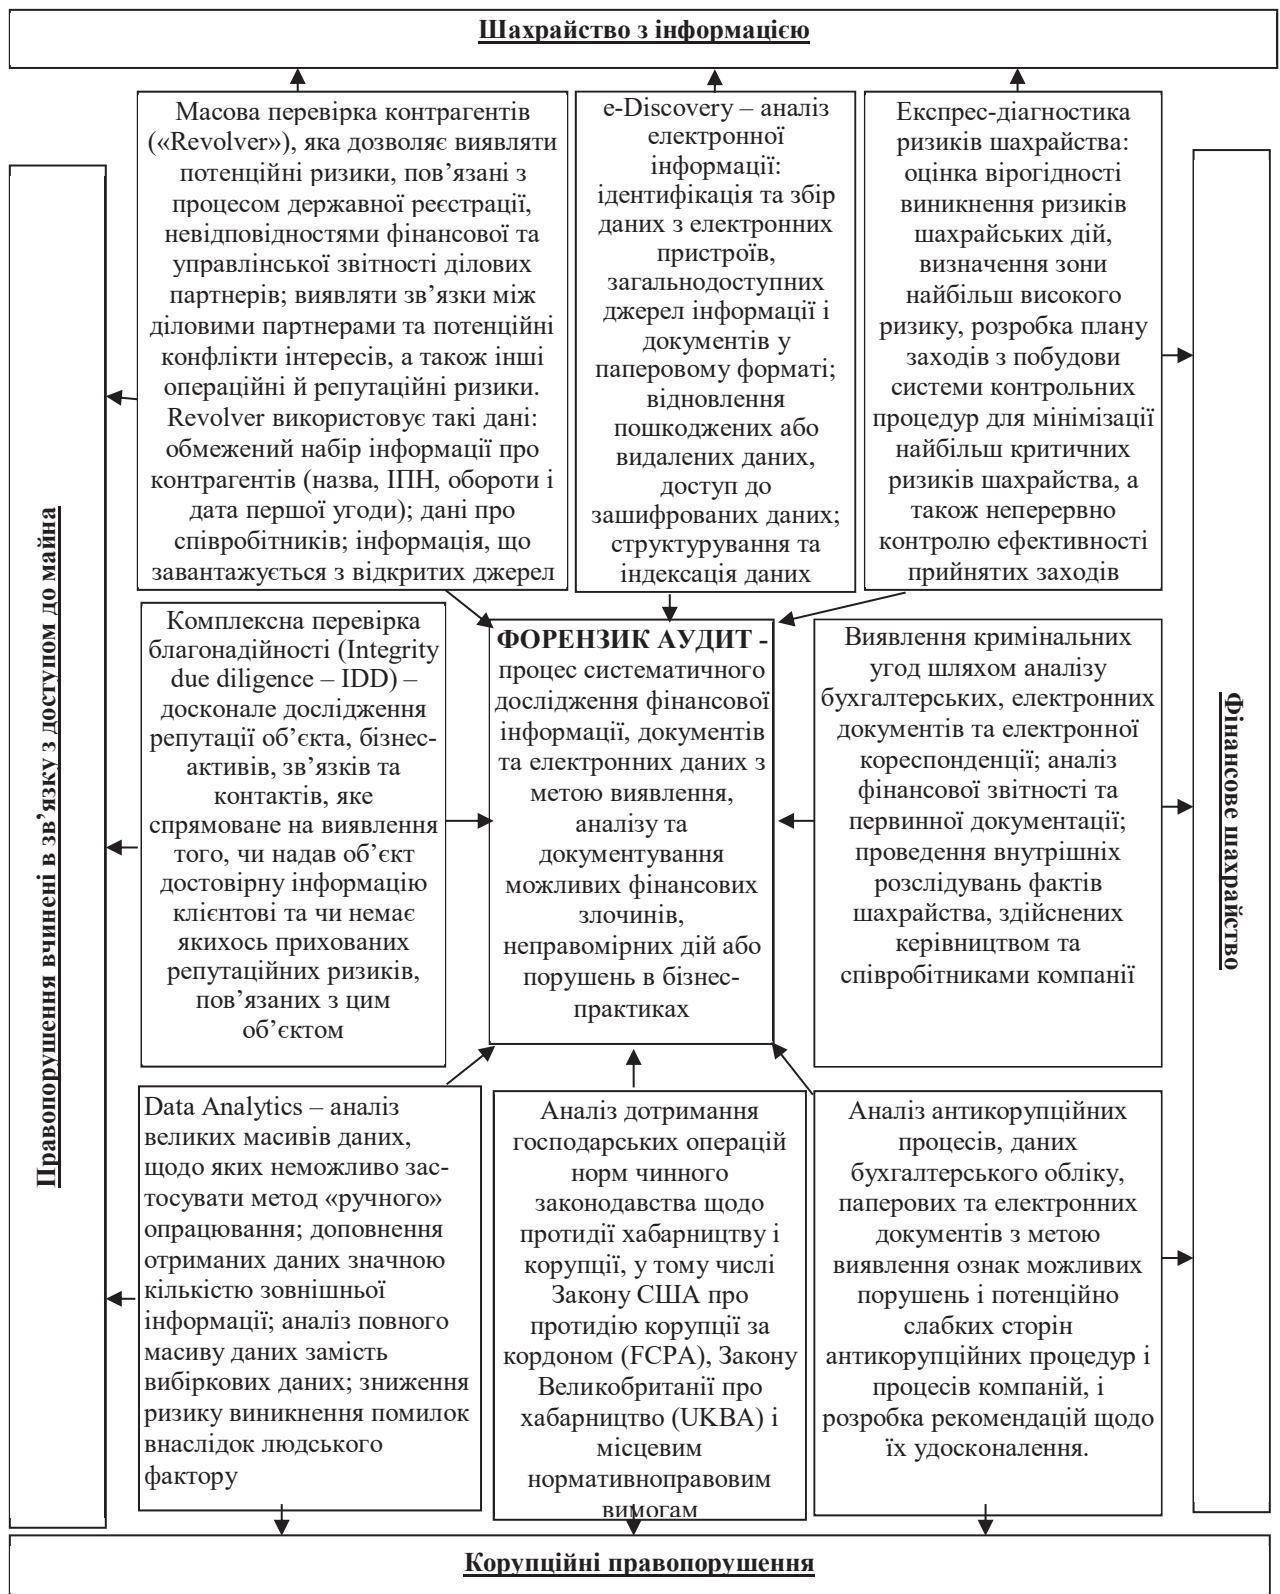 Шахрайство з інформацією
Масова перевірка контрагентів
(«Revolver»), яка дозволяє виявляти
потенційні ризики, пов’язані з
процесом державної реєстрації,
невідповідностями фінансової та
управлінської звітності ділових
партнерів; виявляти зв’язки між
діловими партнерами та потенційні
конфлікти інтересів, а також інші
операційні й репутаційні ризики.
Revolver використовує такі дані:
обмежений набір інформації про
контрагентів (назва, ІПН, обороти і
дата першої угоди); дані про
співробітників; інформація, що
завантажується з відкритих джерел
e-Discovery – аналіз
електронної
інформації:
ідентифікація та збір
даних з електронних
пристроїв,
загальнодоступних
джерел інформації і
документів у
паперовому форматі;
відновлення
пошкоджених або
видалених даних,
доступ до
зашифрованих даних;
структурування та
індексація даних
Експрес-діагностика
ризиків шахрайства:
оцінка вірогідності
виникнення ризиків
шахрайських дій,
визначення зони
найбільш високого
ризику, розробка плану
заходів з побудови
системи контрольних
процедур для мінімізації
найбільш критичних
ризиків шахрайства, а
також неперервно
контролю ефективності
прийнятих заходів
Правопорушення вчинені в зв’язку з доступом до майна
Комплексна перевірка
благонадійності (Integrity
due diligence – IDD) –
досконале дослідження
репутації об’єкта, бізнес-
активів, зв’язків та
контактів, яке
спрямоване на виявлення
того, чи надав об’єкт
достовірну інформацію
клієнтові та чи немає
якихось прихованих
репутаційних ризиків,
пов’язаних з цим
об’єктом
ФОРЕНЗИК АУДИТ -
процес систематичного
дослідження фінансової
інформації, документів
та електронних даних з
метою виявлення,
аналізу та
документування
можливих фінансових
злочинів,
неправомірних дій або
порушень в бізнес-
практиках
Виявлення кримінальних
угод шляхом аналізу
бухгалтерських, електронних
документів та електронної
кореспонденції; аналіз
фінансової звітності та
первинної документації;
проведення внутрішніх
розслідувань фактів
шахрайства, здійснених
керівництвом та
співробітниками компанії
Фінансове шахрайство
Data Analytics – аналіз
великих масивів даних,
щодо яких неможливо зас-
тосувати метод «ручного»
опрацювання; доповнення
отриманих даних значною
кількістю зовнішньої
інформації; аналіз повного
масиву даних замість
вибіркових даних; зниження
ризику виникнення помилок
внаслідок людського
фактору
Аналіз дотримання
господарських операцій
норм чинного
законодавства щодо
протидії хабарництву і
корупції, у тому числі
Закону США про
протидію корупції за
кордоном (FCPA), Закону
Великобританії про
хабарництво (UKBA) і
місцевим
нормативноправовим
вимогам
Аналіз антикорупційних
процесів, даних
бухгалтерського обліку,
паперових та електронних
документів з метою
виявлення ознак можливих
порушень і потенційно
слабких сторін
антикорупційних процедур і
процесів компаній, і
розробка рекомендацій щодо
їх удосконалення.
Корупційні правопорушення